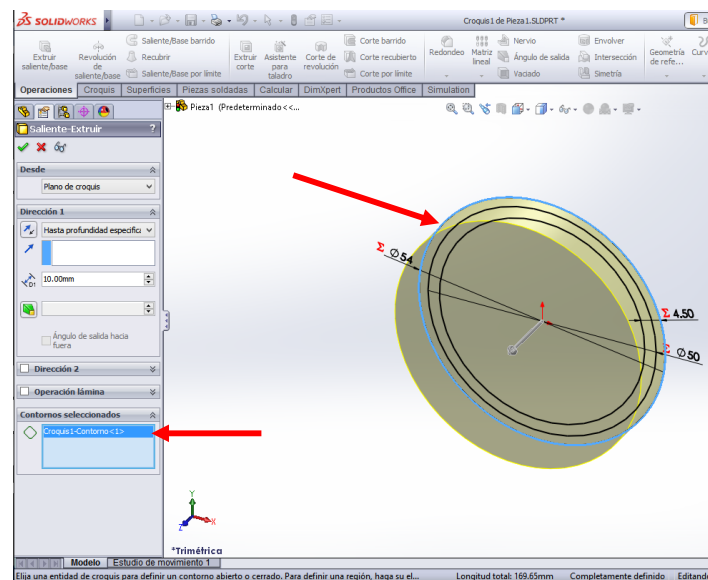 SOLIDWORKS
Croquis1 de Pieza1.SLDPRT *
Extruir saliente/base
Revolución de saliente/base
Saliente/Base barrido
Recubrir
Saliente/Base por límite
Extruir corte
Asistente para taladro
Corte de revolución
Corte barrido
Corte recubierto
Corte por límite
Redondeo
Matriz lineal
Nervio
Ángulo de salida
Vaciado
Envolver
Intersección
Simetría
Geometría de refe...
Operaciones Croquis Superficies Piezas soldadas Calcular DimXpert Productos Office Simulation
Pieza1 (Predeterminado<<...
Saliente-Extruir ?
Desde
Plano de croquis
Dirección 1
Hasta profundidad específica
D1
10.00mm
Ángulo de salida hacia
fuera
Dirección 2
Operación lámina
Contornos seleccionados
Croquis1-Contorno<1>
Σ ∅54
Σ 4.50
Σ ∅50
Y
Z X
*Trimétrica
Modelo Estudio de movimiento 1
Elija una entidad de croquis para definir un contorno abierto o cerrado. Para definir una región, haga su el... Longitud total: 169.65mm Completamente definido